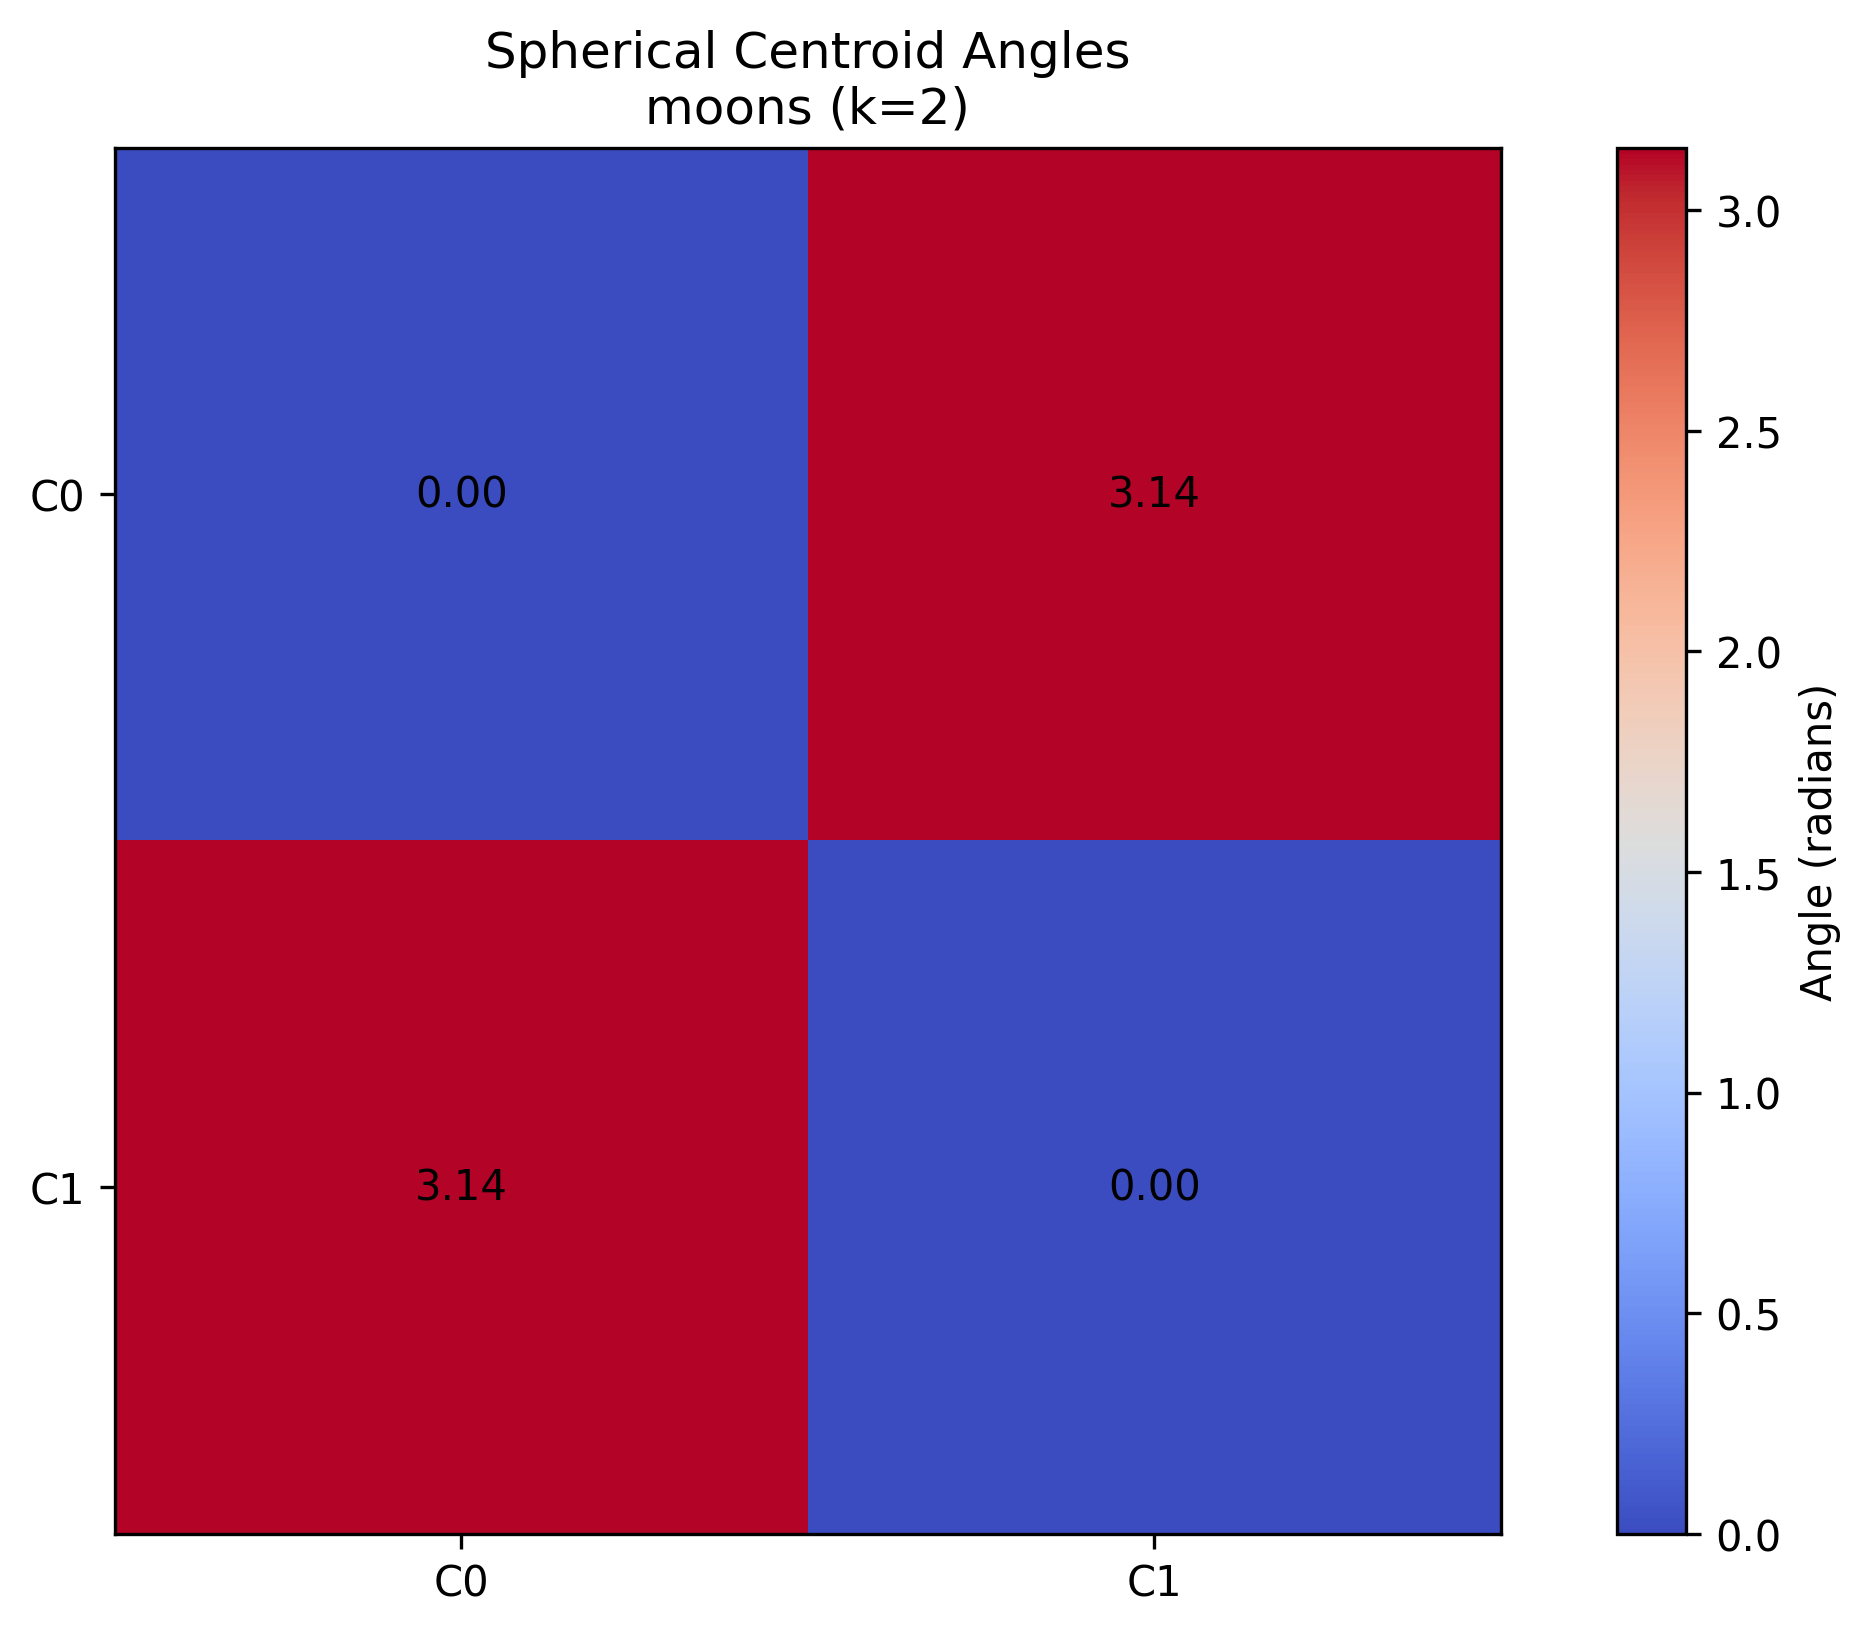 Spherical Centroid Angles
moons (k=2)
C0
0.00
3.14
C1
3.14
0.00
C0
C1
3.0
2.5
2.0
1.5
1.0
0.5
0.0
Angle (radians)